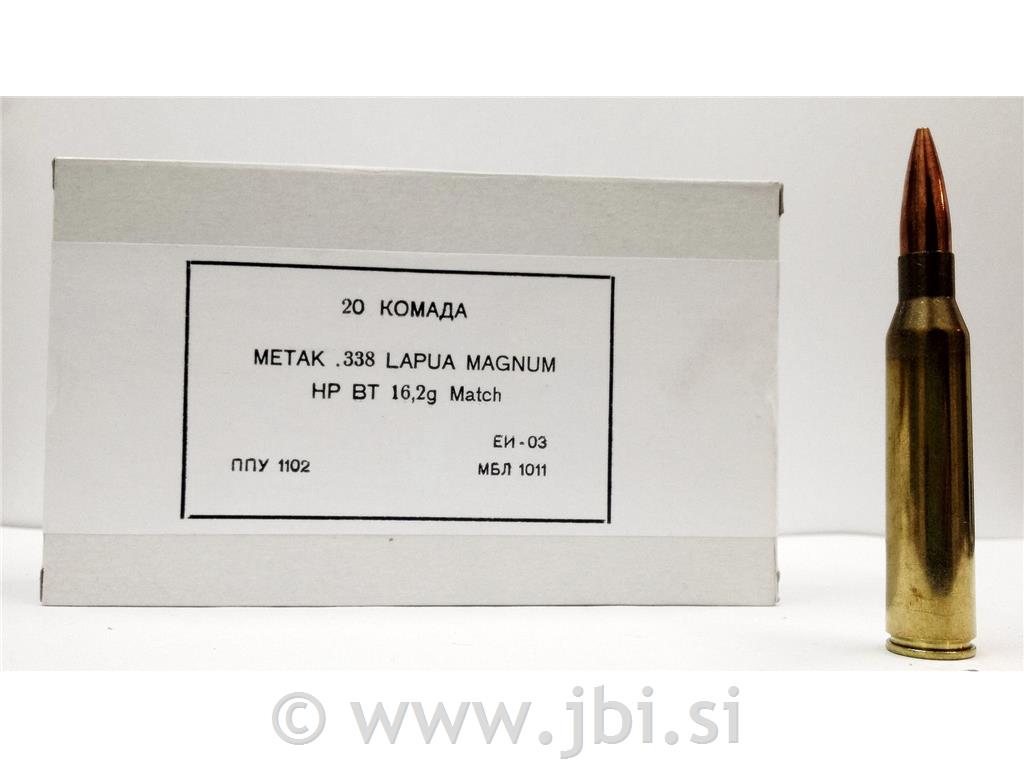 20 КОМАДА
МЕТАК .338 LAPUA MAGNUM
HP BT 16,2g Match
ЕИ-03
ППУ 1102
МБЛ 1011
© www.jbi.si